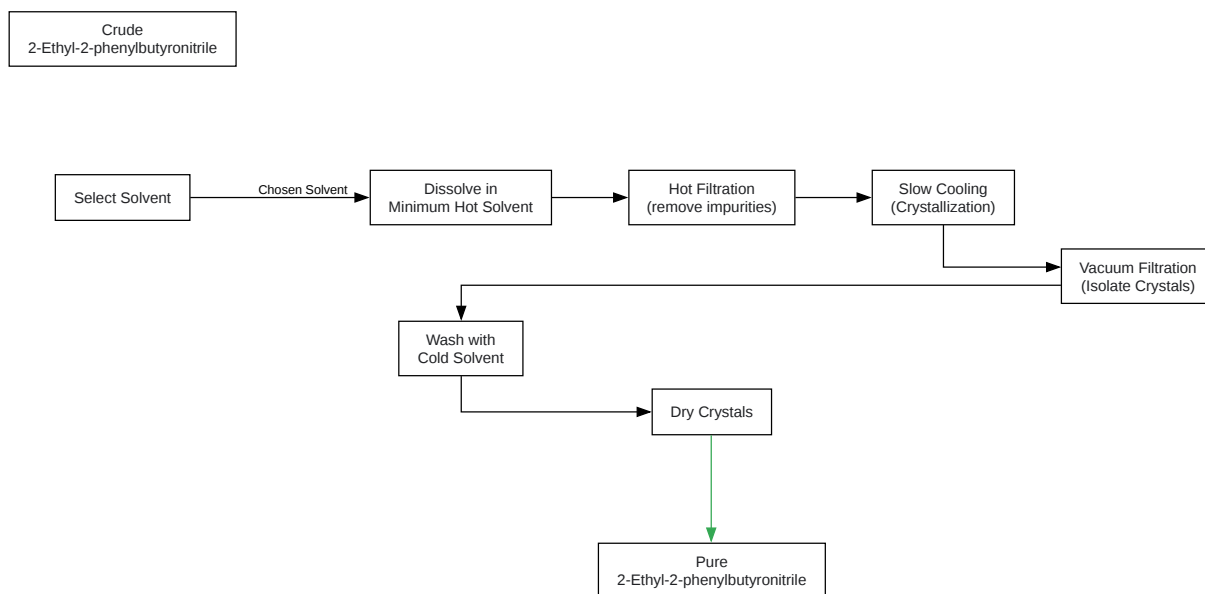 Crude
2-Ethyl-2-phenylbutyronitrile
Select Solvent
Chosen Solvent
Dissolve in
Minimum Hot Solvent
Hot Filtration
(remove impurities)
Slow Cooling
(Crystallization)
Vacuum Filtration
(Isolate Crystals)
Wash with
Cold Solvent
Dry Crystals
Pure
2-Ethyl-2-phenylbutyronitrile